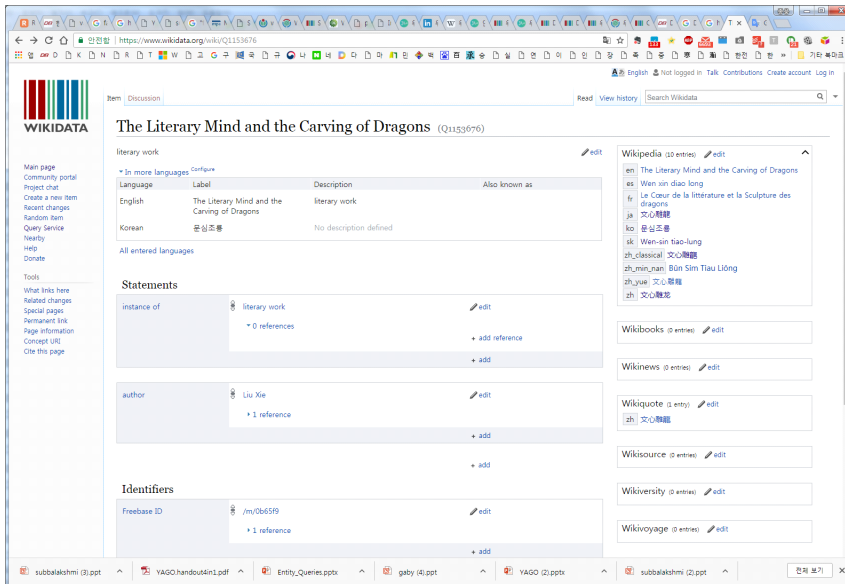 안전함 | https://www.wikidata.org/wiki/Q1153676
English Not logged in Talk Contributions Create account Log in
Item Discussion
Read View history Search Wikidata
WIKIDATA
The Literary Mind and the Carving of Dragons (Q1153676)
literary work
edit
In more languages Configure
Language Label Description Also known as
English The Literary Mind and the Carving of Dragons literary work
Korean 문심조룡 No description defined
All entered languages
Main page
Community portal
Project chat
Create a new item
Recent changes
Random item
Query Service
Nearby
Help
Donate
Tools
What links here
Related changes
Special pages
Permanent link
Page information
Concept URI
Cite this page
Statements
instance of
literary work
edit
0 references
+ add reference
+ add
author
Liu Xie
edit
1 reference
+ add
+ add
Identifiers
Freebase ID
/m/0b65f9
edit
1 reference
+ add
Wikipedia (10 entries) edit
en The Literary Mind and the Carving of Dragons
es Wen xin diao long
fr Le Cœur de la littérature et la Sculpture des
dragons
ja 文心雕龍
ko 문심조룡
sk Wen-sin tiao-lung
zh_classical 文心雕龍
zh_min_nan Bûn Sim Tiau Liông
zh_yue 文心雕龍
zh 文心雕龙
Wikibooks (0 entries) edit
Wikinews (0 entries) edit
Wikiquote (1 entry) edit
zh 文心雕龍
Wikisource (0 entries) edit
Wikiversity (0 entries) edit
Wikivoyage (0 entries) edit
subbalakshmi (3).ppt
YAGO.handout4in1.pdf
Entity_Queries.pptx
gaby (4).ppt
YAGO (2).pptx
subbalakshmi (2).ppt
전체 보기